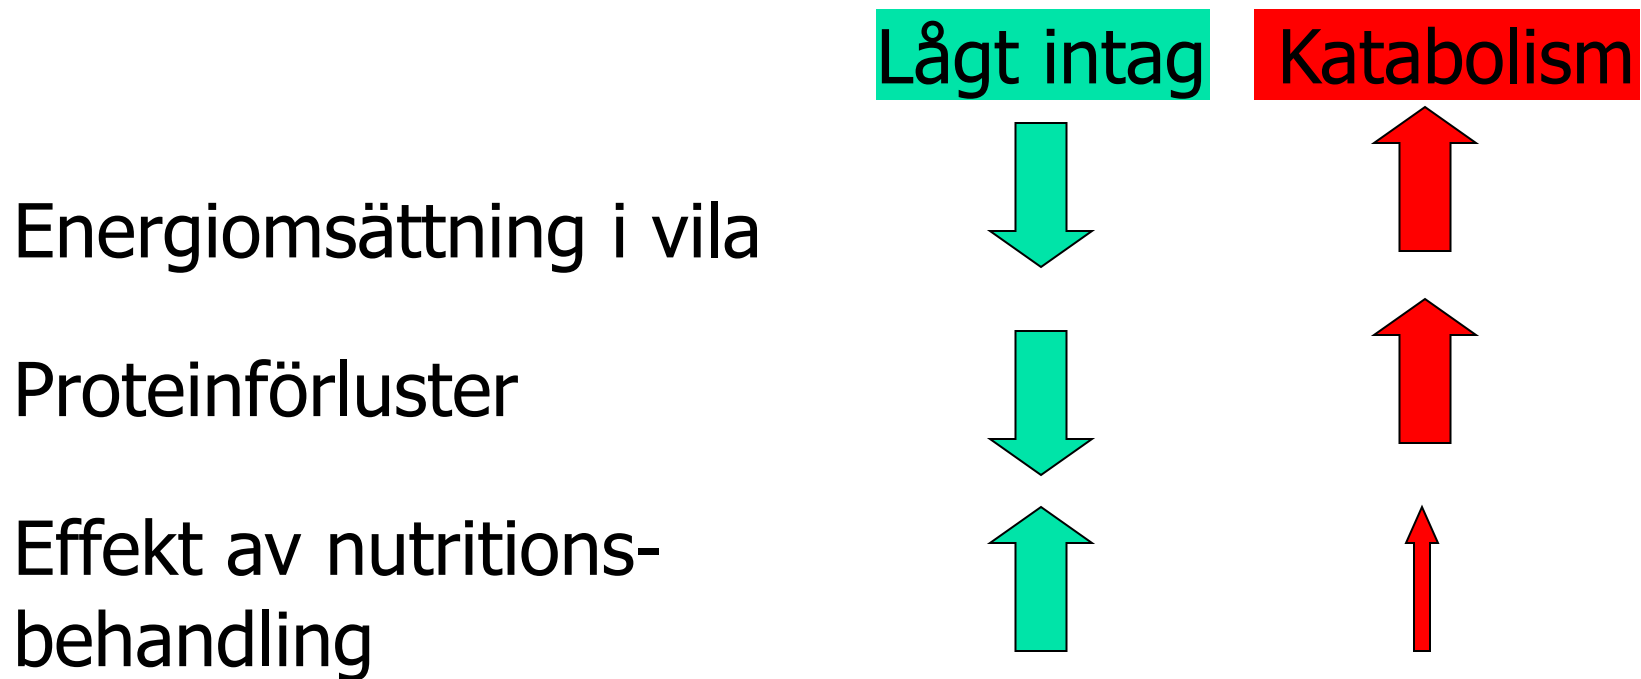 Lågt intag Katabolism
Energiomsättning i vila
Proteinförluster
Effekt av nutritions-
behandling